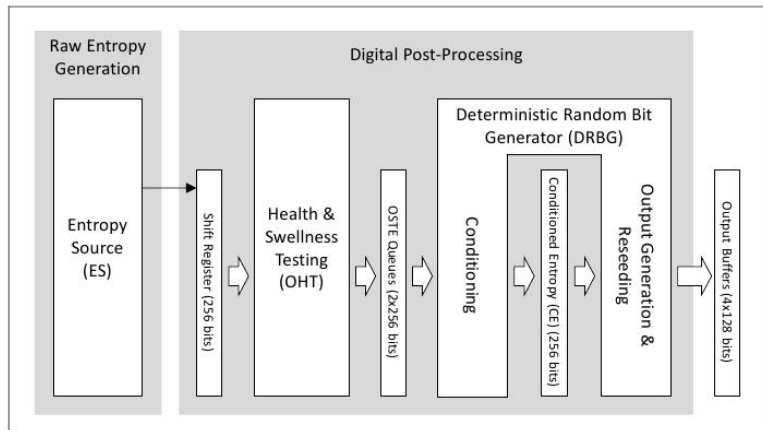 Raw Entropy
Generation
Digital Post-Processing
Entropy
Source
(ES)
Shift Register (256 bits)
Health &
Swellness
Testing
(OHT)
OSTE Queues (2x256 bits)
Deterministic Random Bit
Generator (DRBG)
Conditioning
Conditioned Entropy (CE) (256 bits)
Output Generation &
Reseeding
Output Buffers (4x128 bits)